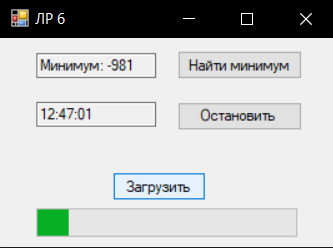 ЛР 6
Минимум: -981
Найти минимум
12:47:01
Остановить
Загрузить